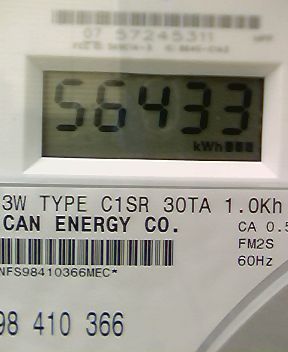 07 57245311
56433
kWh
3W TYPE C1SR 30TA 1.0Kh
CAN ENERGY CO.
CA 0.5
FM2S
60Hz
NFS98410366MEC*
98 410 366